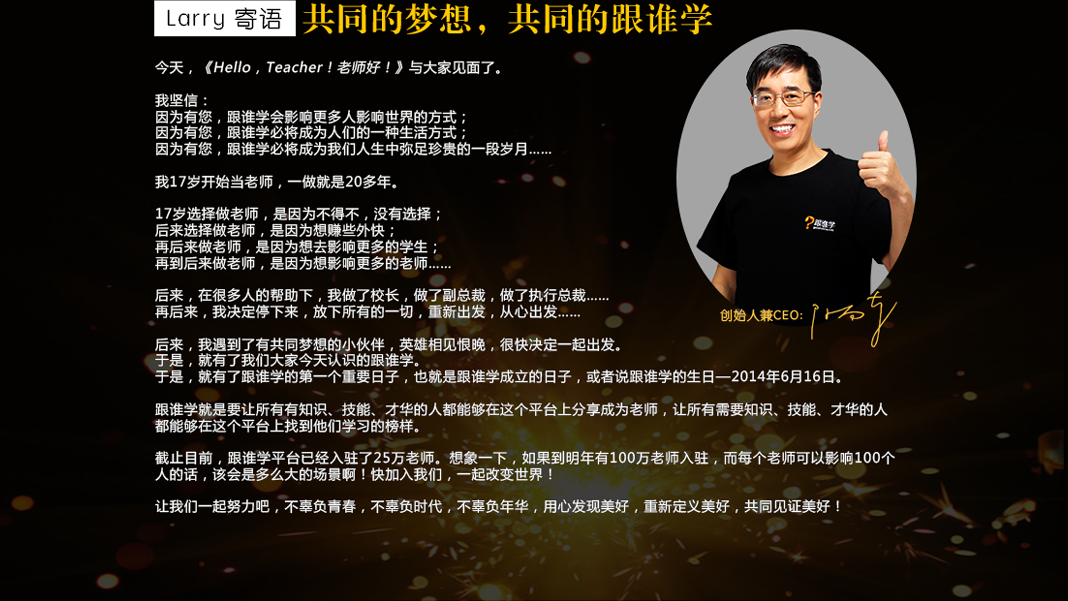 Larry 寄语 共同的梦想，共同的跟谁学
今天，《Hello，Teacher！老师好！》与大家见面了。
我坚信：
因为有您，跟谁学会影响更多人影响世界的方式；
因为有您，跟谁学必将成为人们的一种生活方式；
因为有您，跟谁学必将成为我们人生中弥足珍贵的一段岁月……
我17岁开始当老师，一做就是20多年。
17岁选择做老师，是因为不得不，没有选择；
后来选择做老师，是因为想赚些外快；
再后来做老师，是因为想去影响更多的学生；
再到后来做老师，是因为想影响更多的老师……
后来，在很多人的帮助下，我做了校长，做了副总裁，做了执行总裁……
再后来，我决定停下来，放下所有的一切，重新出发，从心出发……
后来，我遇到了有共同梦想的小伙伴，英雄相见恨晚，很快决定一起出发。
于是，就有了我们大家今天认识的跟谁学。
于是，就有了跟谁学的第一个重要日子，也就是跟谁学成立的日子，或者说跟谁学的生日—2014年6月16日。
跟谁学就是要让所有有知识、技能、才华的人都能够在这个平台上分享成为老师，让所有需要知识、技能、才华的人
都能够在这个平台上找到他们学习的榜样。
截止目前，跟谁学平台已经入驻了25万老师。想象一下，如果到明年有100万老师入驻，而每个老师可以影响100个
人的话，该会是多么大的场景啊！快加入我们，一起改变世界！
让我们一起努力吧，不辜负青春，不辜负时代，不辜负年华，用心发现美好，重新定义美好，共同见证美好！
跟谁学
创始人兼CEO: